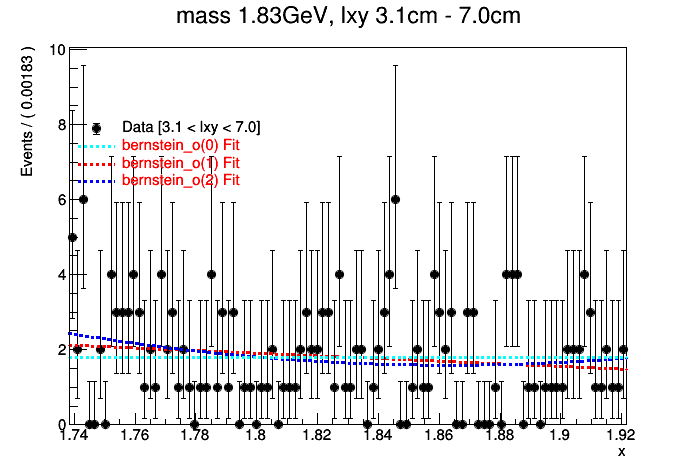 mass 1.83GeV, lxy 3.1cm - 7.0cm
Events / ( 0.00183 )
10
8
6
4
2
0
Data [3.1 < lxy < 7.0]
bernstein_o(0) Fit
bernstein_o(1) Fit
bernstein_o(2) Fit
1.74 1.76 1.78 1.8 1.82 1.84 1.86 1.88 1.9 1.92
x